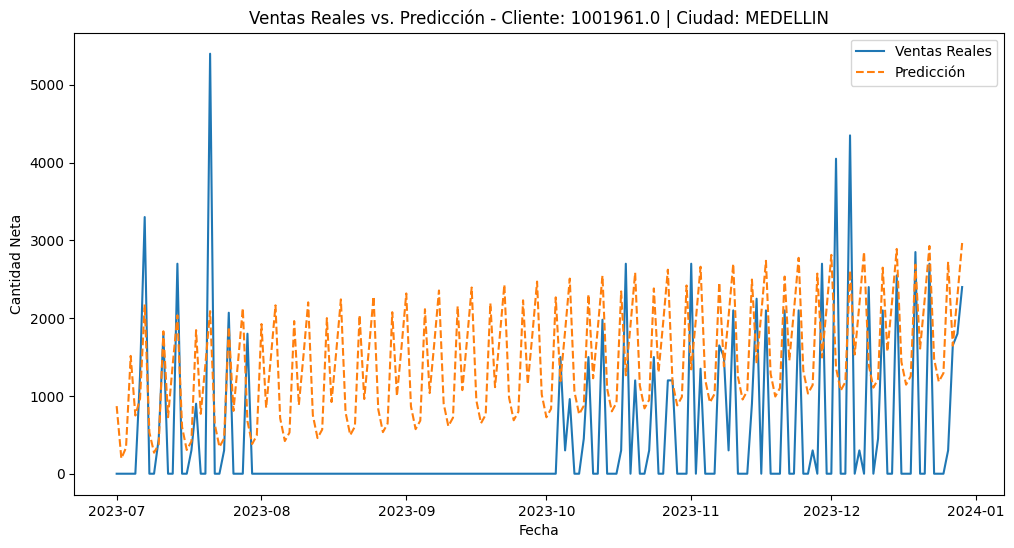 Ventas Reales vs. Predicción - Cliente: 1001961.0 | Ciudad: MEDELLIN
Ventas Reales
Predicción
Cantidad Neta
5000
4000
3000
2000
1000
0
2023-07
2023-08
2023-09
2023-10
2023-11
2023-12
2024-01
Fecha